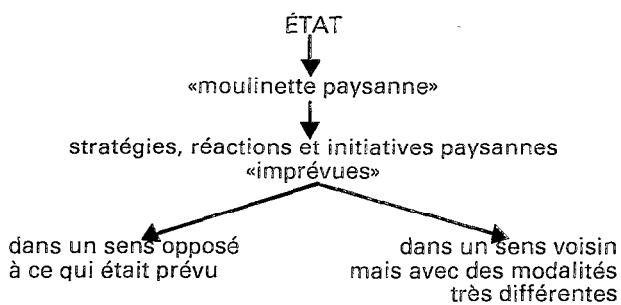 ÉTAT
«moulinette paysanne»
stratégies, réactions et initiatives paysannes
«imprévues»
dans un sens opposé
à ce qui était prévu
dans un sens voisin
mais avec des modalités
très différentes